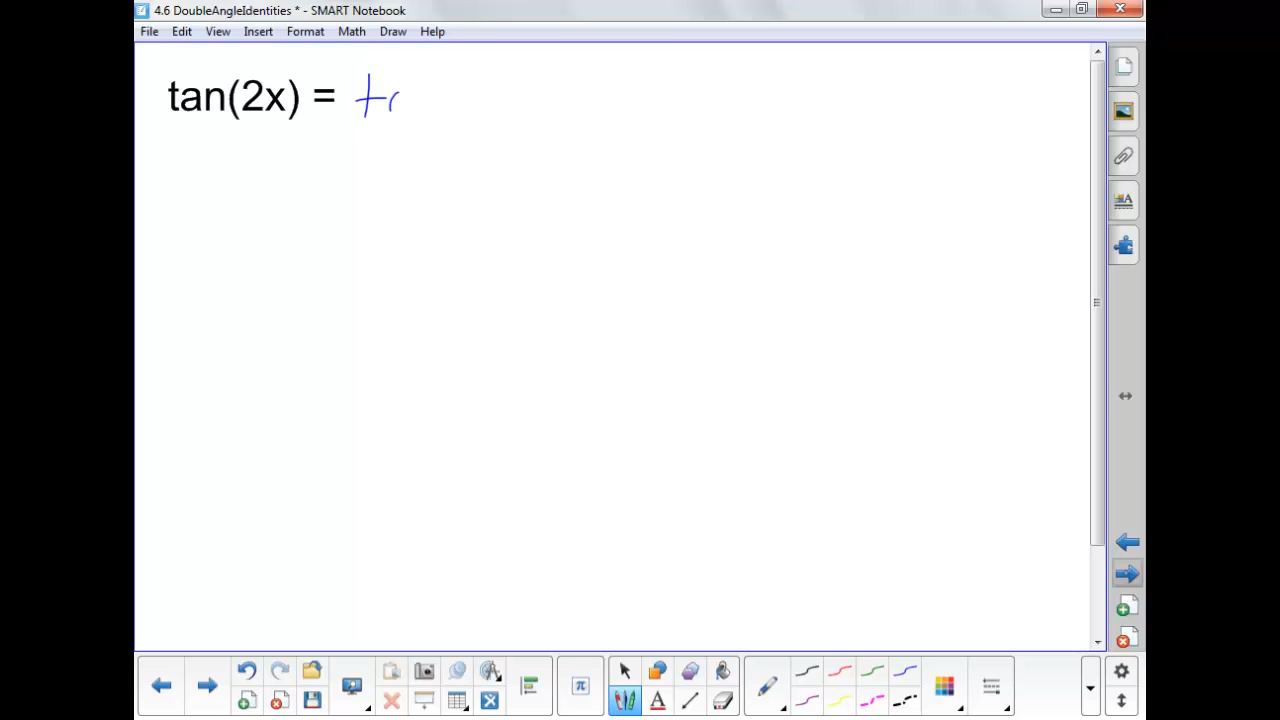 4.6 DoubleAngleIdentities * - SMART Notebook
File Edit View Insert Format Math Draw Help
tan(2x) =